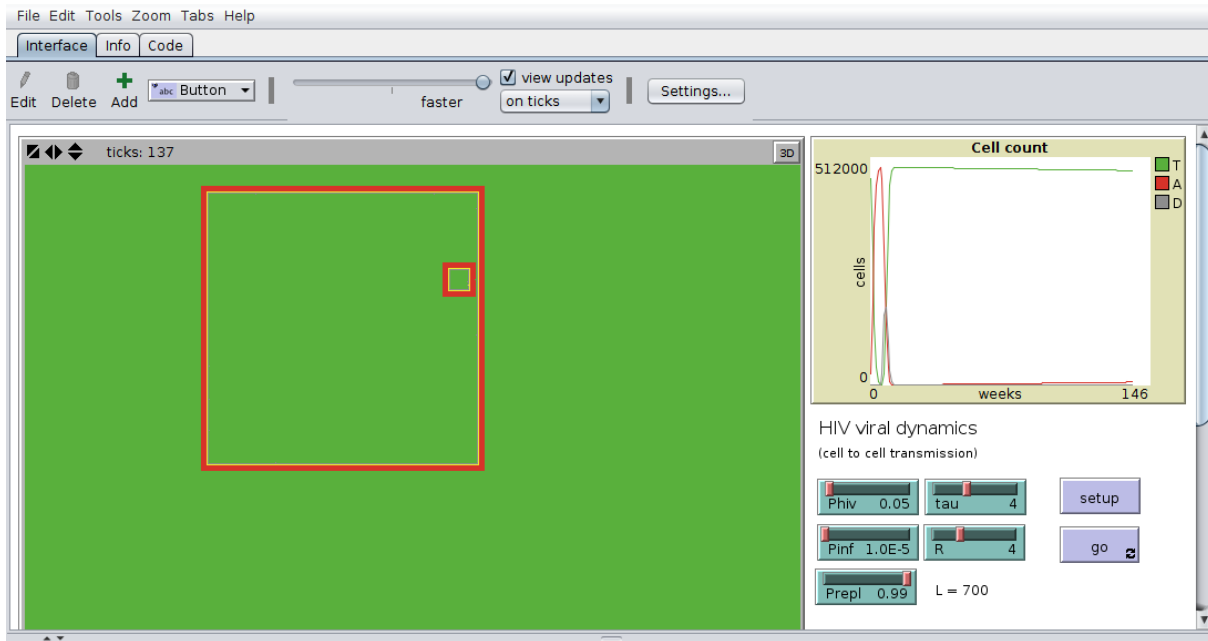 File Edit Tools Zoom Tabs Help
Interface Info Code
Edit Delete Add abc Button faster view updates on ticks Settings...
ticks: 137 3D
Cell count
512000
T
A
D
cells
0
0 weeks 146
HIV viral dynamics
(cell to cell transmission)
Phiv 0.05 tau 4 setup
Pinf 1.0E-5 R 4 go
Prepl 0.99 L = 700